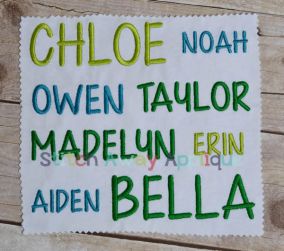 CHLOE NOAH
OWEN TAYLOR
MADELYN ERIN
Stitch Away Applique
AIDEN BELLA